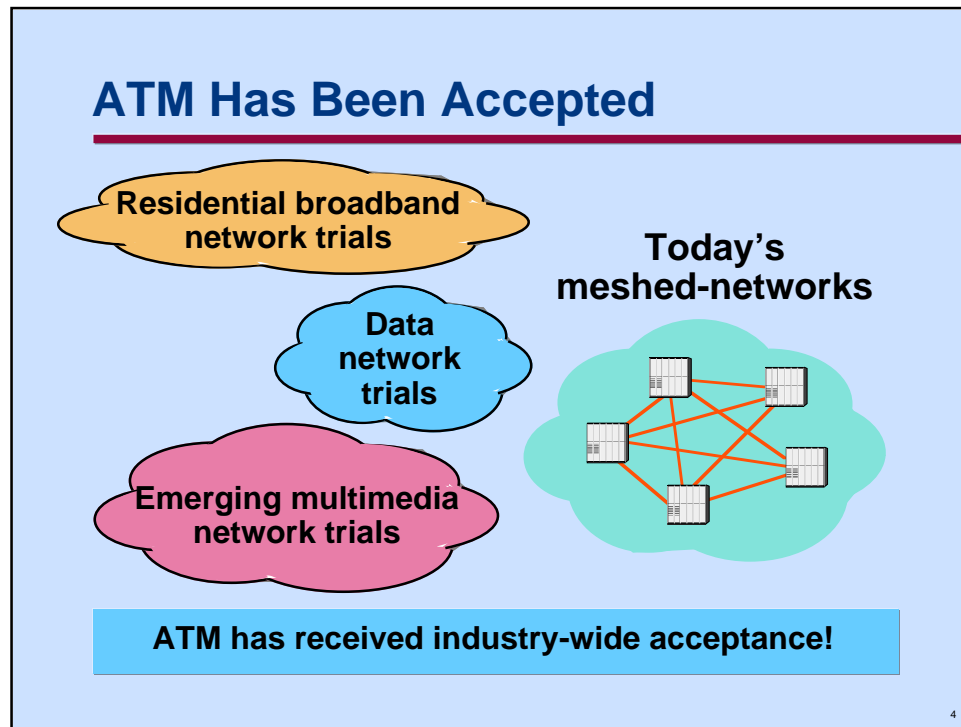 ATM Has Been Accepted
Residential broadband
network trials
Today’s
meshed-networks
Data
network
trials
Emerging multimedia
network trials
ATM has received industry-wide acceptance!
4